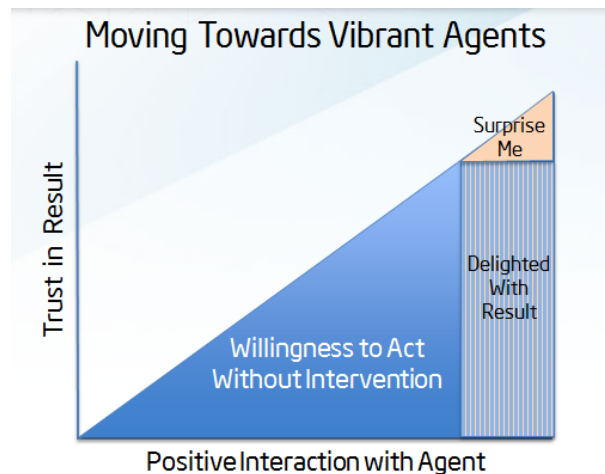 Moving Towards Vibrant Agents
Trust in Result
Surprise
Me
Delighted
With
Result
Willingness to Act
Without Intervention
Positive Interaction with Agent